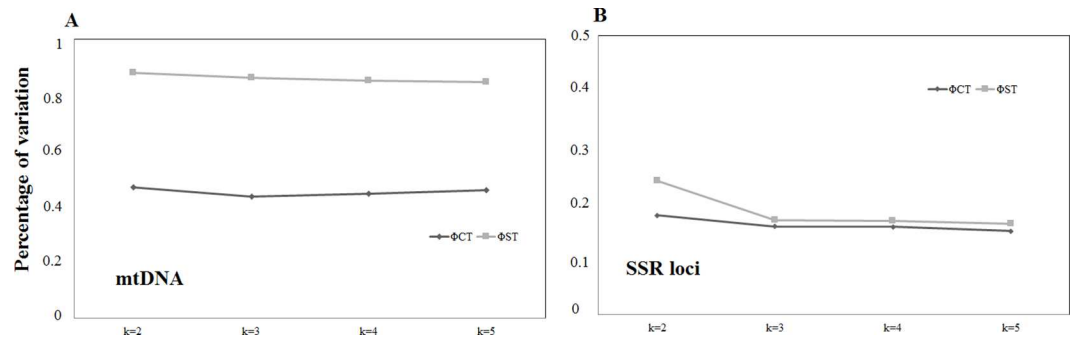 A
Percentage of variation
1
0.8
0.6
0.4
0.2
0
ΦCT ΦST
mtDNA
k=2 k=3 k=4 k=5
B
0.5
0.4
0.3
0.2
0.1
0
ΦCT ΦST
SSR loci
k=2 k=3 k=4 k=5